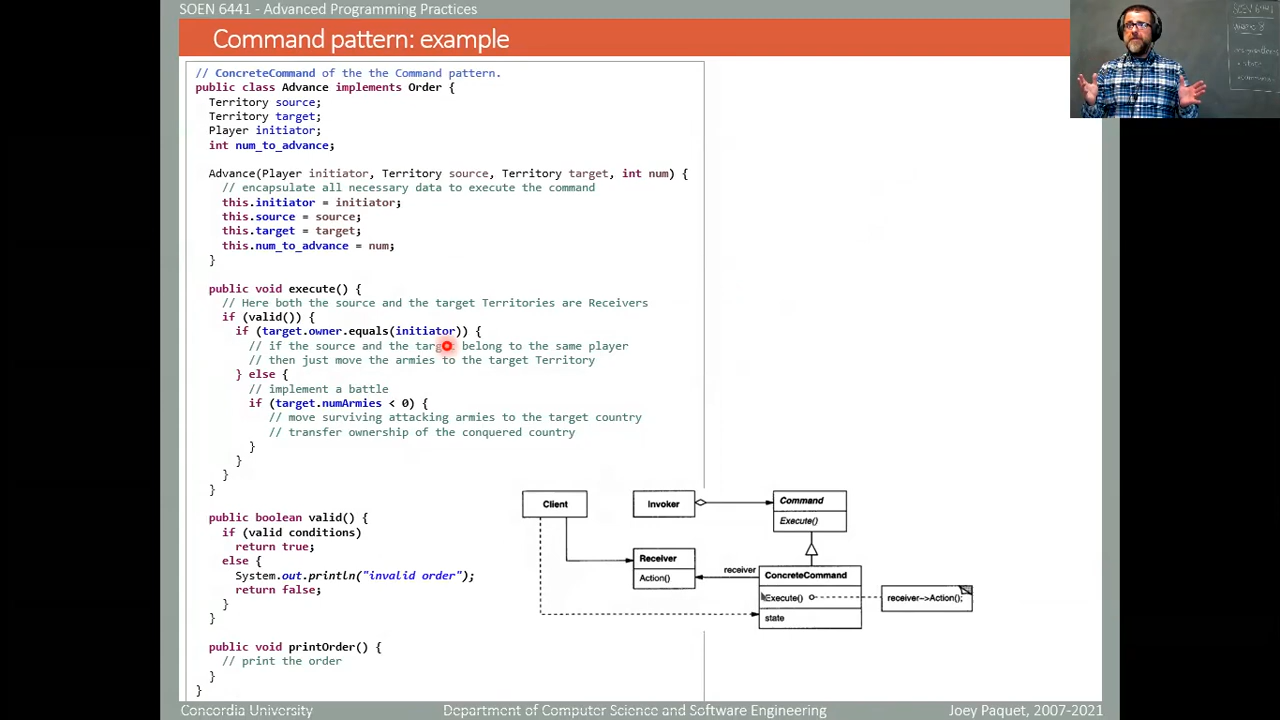 SOEN 6441 - Advanced Programming Practices
Command pattern: example
// ConcreteCommand of the the Command pattern.
public class Advance implements Order {
Territory source;
Territory target;
Player initiator;
int num_to_advance;
Advance(Player initiator, Territory source, Territory target, int num) {
// encapsulate all necessary data to execute the command
this.initiator = initiator;
this.source = source;
this.target = target;
this.num_to_advance = num;
}
public void execute() {
// Here both the source and the target Territories are Receivers
if (valid()) {
if (target.owner.equals(initiator)) {
// if the source and the target belong to the same player
// then just move the armies to the target Territory
} else {
// implement a battle
if (target.numArmies < 0) {
// move surviving attacking armies to the target country
// transfer ownership of the conquered country
}
}
}
}
public boolean valid() {
if (valid conditions)
return true;
else {
System.out.println("invalid order");
return false;
}
}
public void printOrder() {
// print the order
}
}
Client
Invoker
Command
Execute()
Receiver
Action()
receiver
ConcreteCommand
Execute()
state
receiver->Action();
Concordia University
Department of Computer Science and Software Engineering
Joey Paquet, 2007-2021